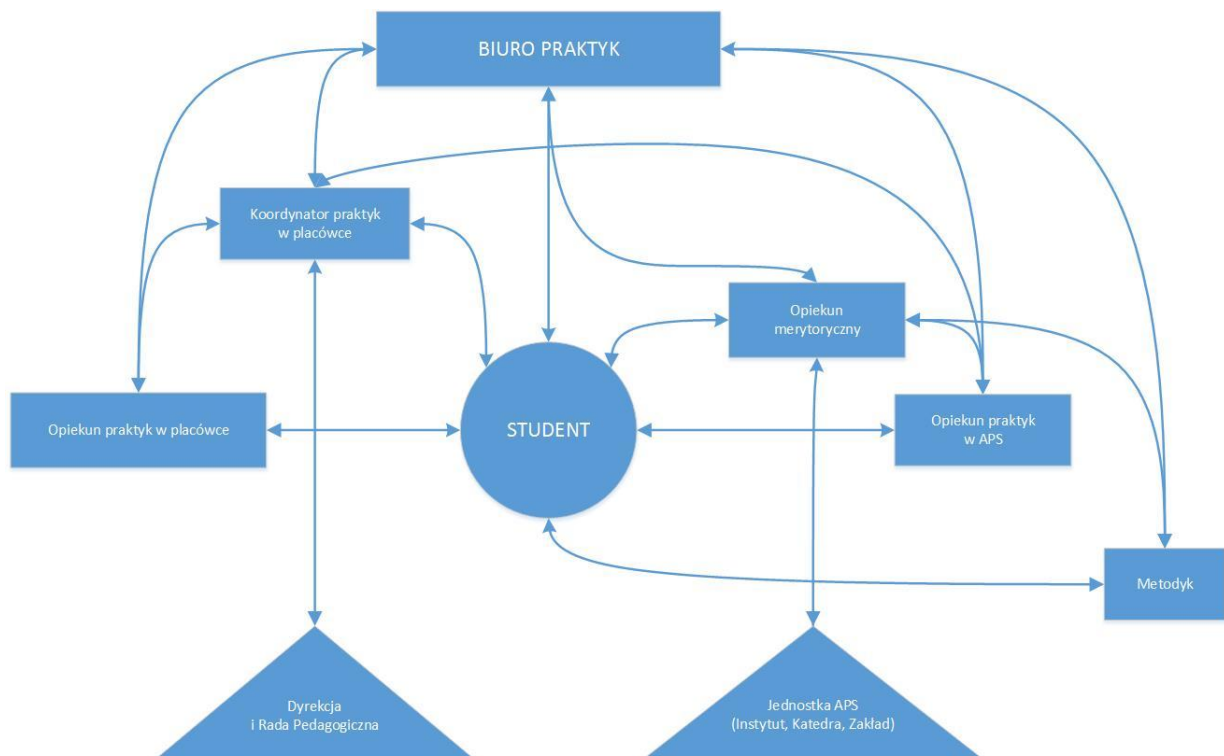 BIURO PRAKTYK
Koordynator praktyk
w placówce
Opiekun
merytoryczny
Opiekun praktyk w placówce
STUDENT
Opiekun praktyk
w APS
Metodyk
Dyrekcja
i Rada Pedagogiczna
Jednostka APS
(Instytut, Katedra, Zakład)